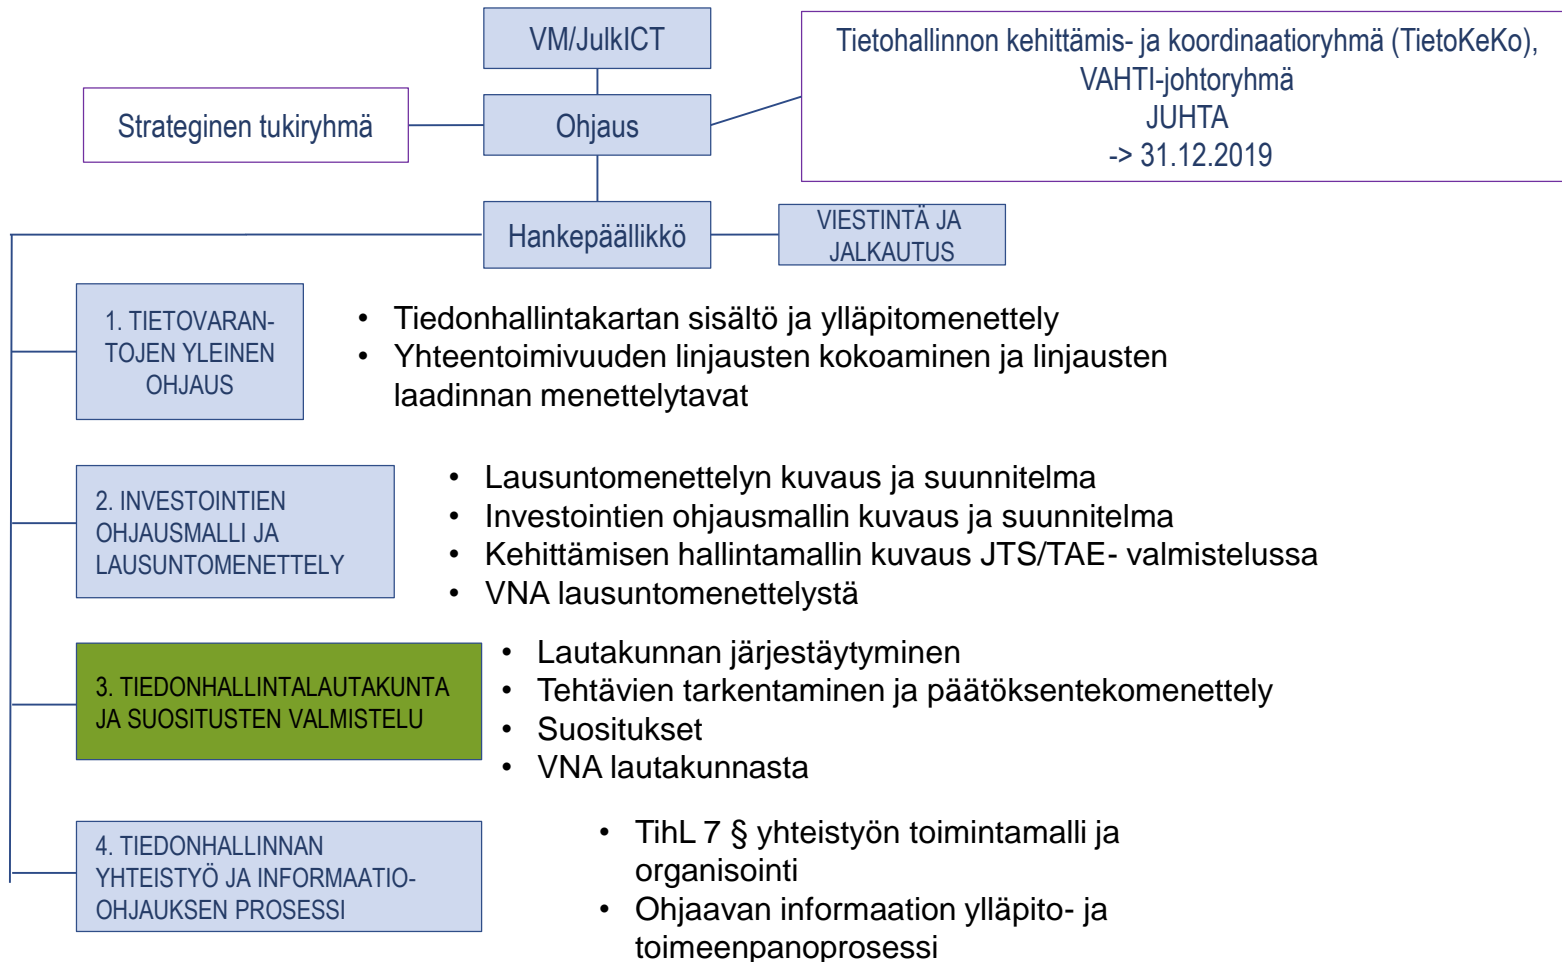 VM/JulkICT
Tietohallinnon kehittämis- ja koordinaatioryhmä (TietoKeKo),
VAHTI-johtoryhmä
JUHTA
-> 31.12.2019
Strateginen tukiryhmä
Ohjaus
Hankepäällikkö
VIESTINTÄ JA
JALKAUTUS
1. TIETOVARAN-
TOJEN YLEINEN
OHJAUS
• Tiedonhallintakartan sisältö ja ylläpitomenettely
• Yhteentoimivuuden linjausten kokoaminen ja linjausten
laadinnan menettelytavat
2. INVESTOINTIEN
OHJAUSMALLI JA
LAUSUNTOMENETTELY
• Lausuntomenettelyn kuvaus ja suunnitelma
• Investointien ohjausmallin kuvaus ja suunnitelma
• Kehittämisen hallintamallin kuvaus JTS/TAE- valmistelussa
• VNA lausuntomenettelystä
3. TIEDONHALLINTALAUTAKUNTA
JA SUOSITUSTEN VALMISTELU
• Lautakunnan järjestäytyminen
• Tehtävien tarkentaminen ja päätöksentekomenettely
• Suositukset
• VNA lautakunnasta
4. TIEDONHALLINNAN
YHTEISTYÖ JA INFORMAATIO-
OHJAUKSEN PROSESSI
• TihL 7 § yhteistyön toimintamalli ja
organisointi
• Ohjaavan informaation ylläpito- ja
toimeenpanoprosessi